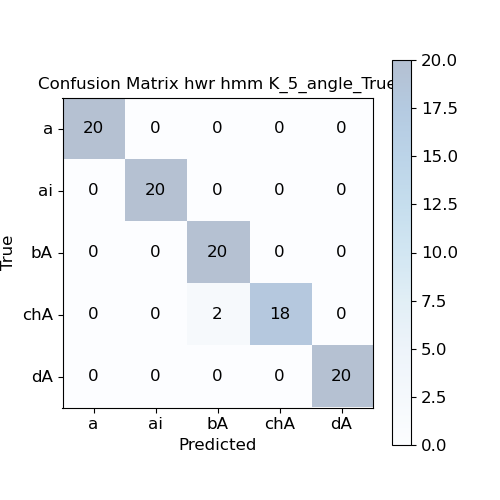 Confusion Matrix hwr hmm K_5_angle_True
a 20 0 0 0 0
ai 0 20 0 0 0
bA 0 0 20 0 0
chA 0 0 2 18 0
dA 0 0 0 0 20
a ai bA chA dA
Predicted
True
20.0
17.5
15.0
12.5
10.0
7.5
5.0
2.5
0.0